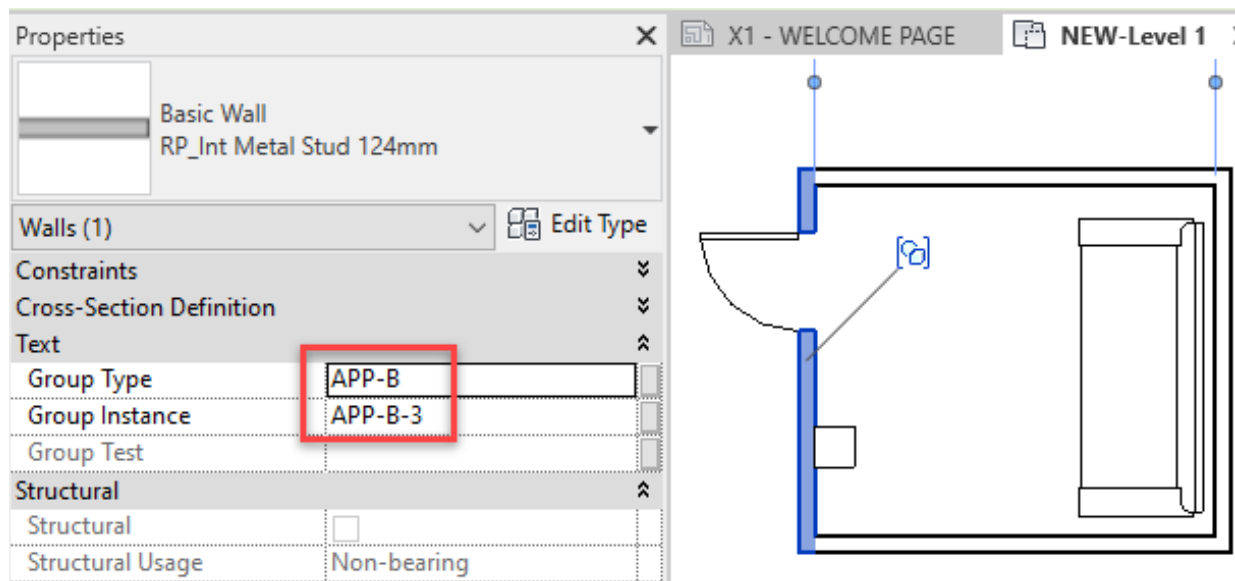 Properties
X1 - WELCOME PAGE
NEW-Level 1
Basic Wall
RP_Int Metal Stud 124mm
Walls (1)
Edit Type
Constraints
Cross-Section Definition
Text
Group Type APP-B
Group Instance APP-B-3
Group Test
Structural
Structural
Structural Usage Non-bearing